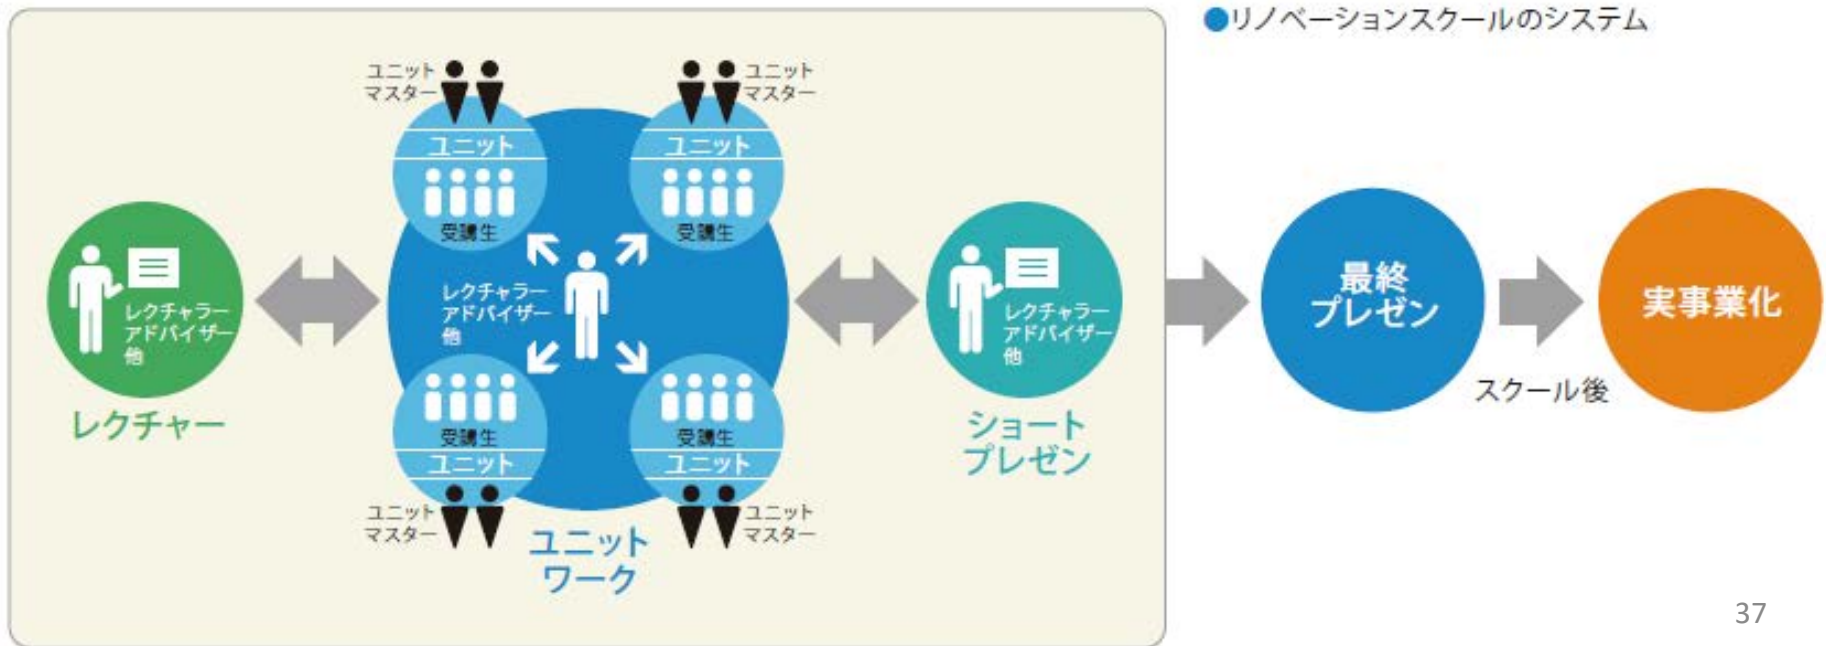 ●リノベーションスクールのシステム
ユニット
マスター
ユニット
受講生
ユニット
マスター
ユニット
受講生
レクチャラー
アドバイザー
他
レクチャー
レクチャラー
アドバイザー
他
受講生
ユニット
ユニット
マスター
受講生
ユニット
ユニット
マスター
ユニット
ワーク
レクチャラー
アドバイザー
他
ショート
プレゼン
最終
プレゼン
スクール後
実事業化
37